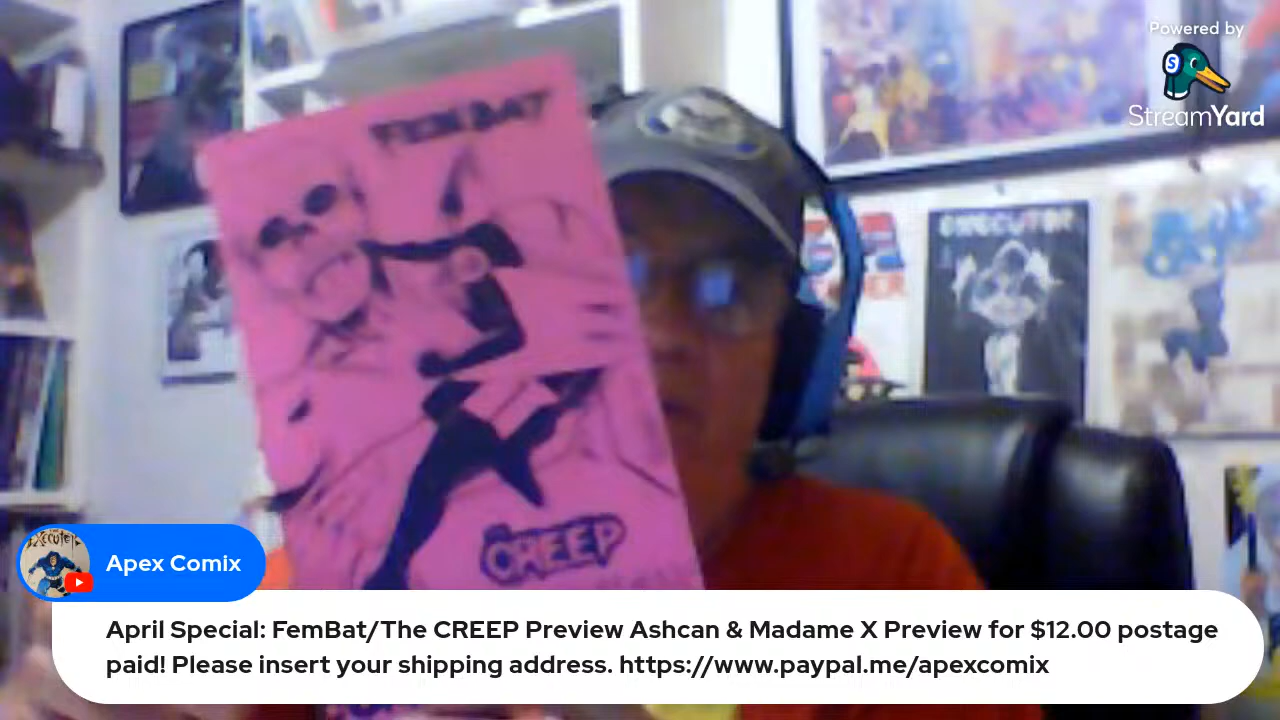 Powered by
StreamYard
FEM BAT
EXECUTOR
CREEP
Apex Comix
April Special: FemBat/The CREEP Preview Ashcan & Madame X Preview for $12.00 postage
paid! Please insert your shipping address. https://www.paypal.me/apexcomix